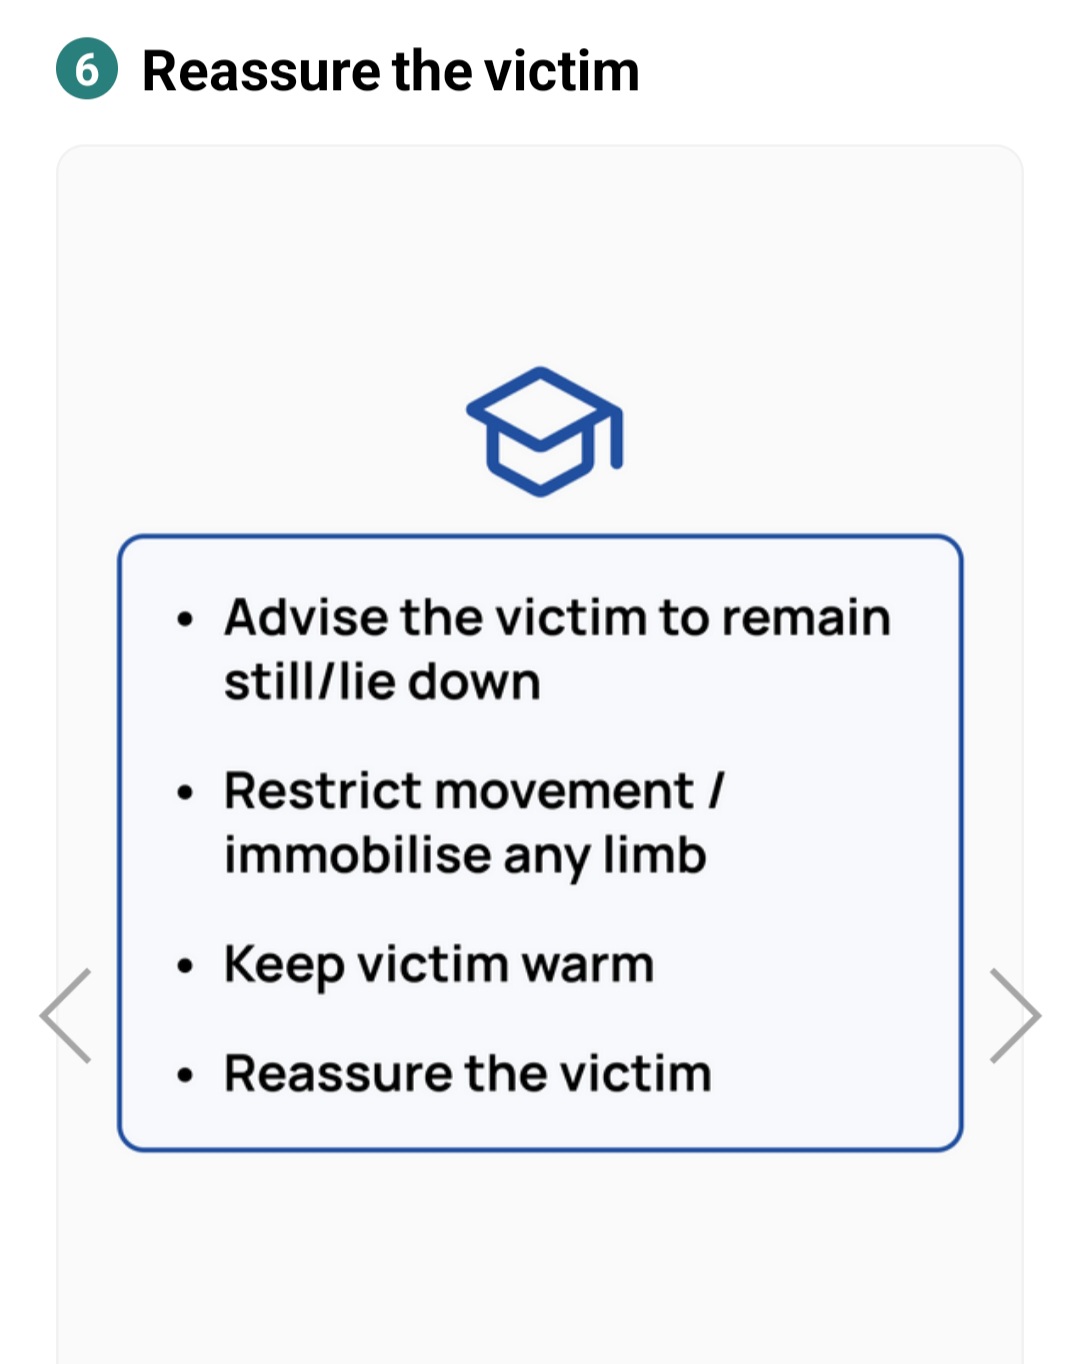 6 Reassure the victim
• Advise the victim to remain
still/lie down
• Restrict movement /
immobilise any limb
• Keep victim warm
• Reassure the victim